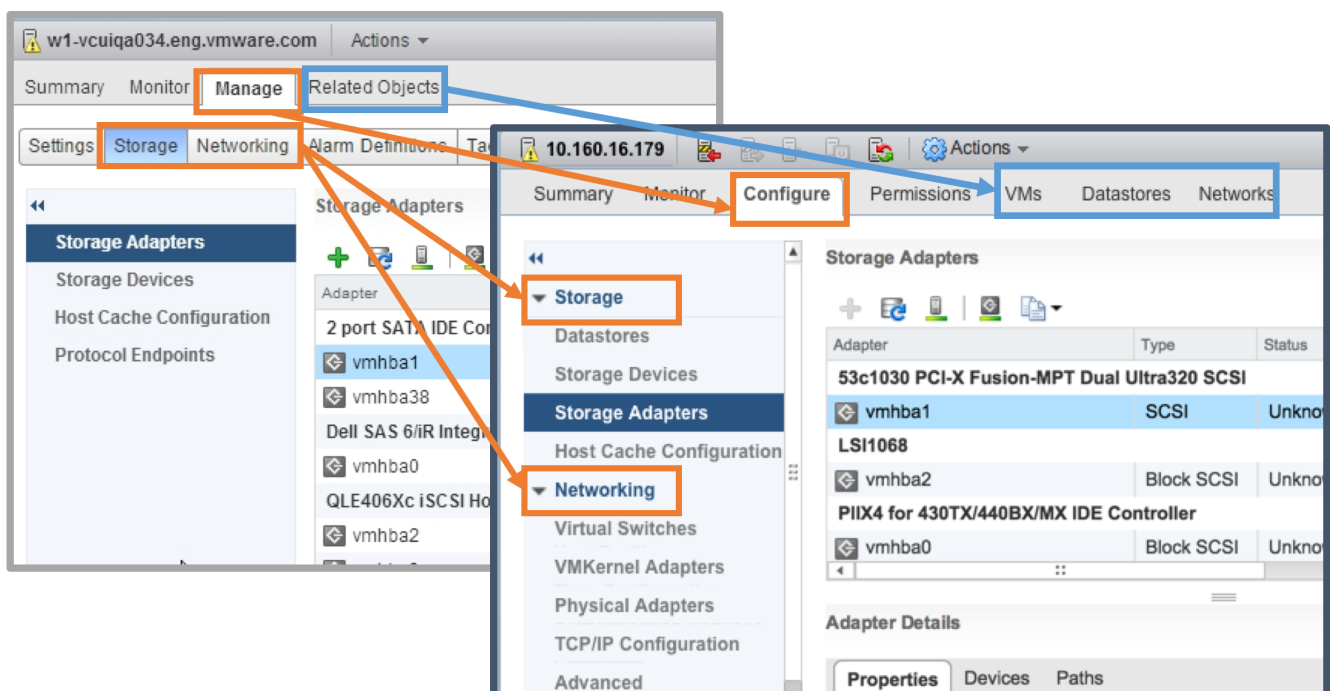 w1-vcuiqa034.eng.vmware.com Actions
Summary Monitor Manage Related Objects
Settings Storage Networking Alarm Definitions
Storage Adapters
Storage Adapters
Storage Devices
Host Cache Configuration
Protocol Endpoints
Adapter
2 port SATA IDE Con
vmhba1
vmhba38
Dell SAS 6/iR Integr
vmhba0
QLE406Xc iSCSI Ho
vmhba2
10.160.16.179 Actions
Summary Monitor Configure Permissions VMs Datastores Networks
Storage
Datastores
Storage Devices
Storage Adapters
Host Cache Configuration
Networking
Virtual Switches
VMKernel Adapters
Physical Adapters
TCP/IP Configuration
Advanced
Storage Adapters
Adapter Type Status
53c1030 PCI-X Fusion-MPT Dual Ultra320 SCSI
vmhba1 SCSI Unkno
LSI1068
vmhba2 Block SCSI Unkno
PIIX4 for 430TX/440BX/MX IDE Controller
vmhba0 Block SCSI Unkno
Adapter Details
Properties Devices Paths